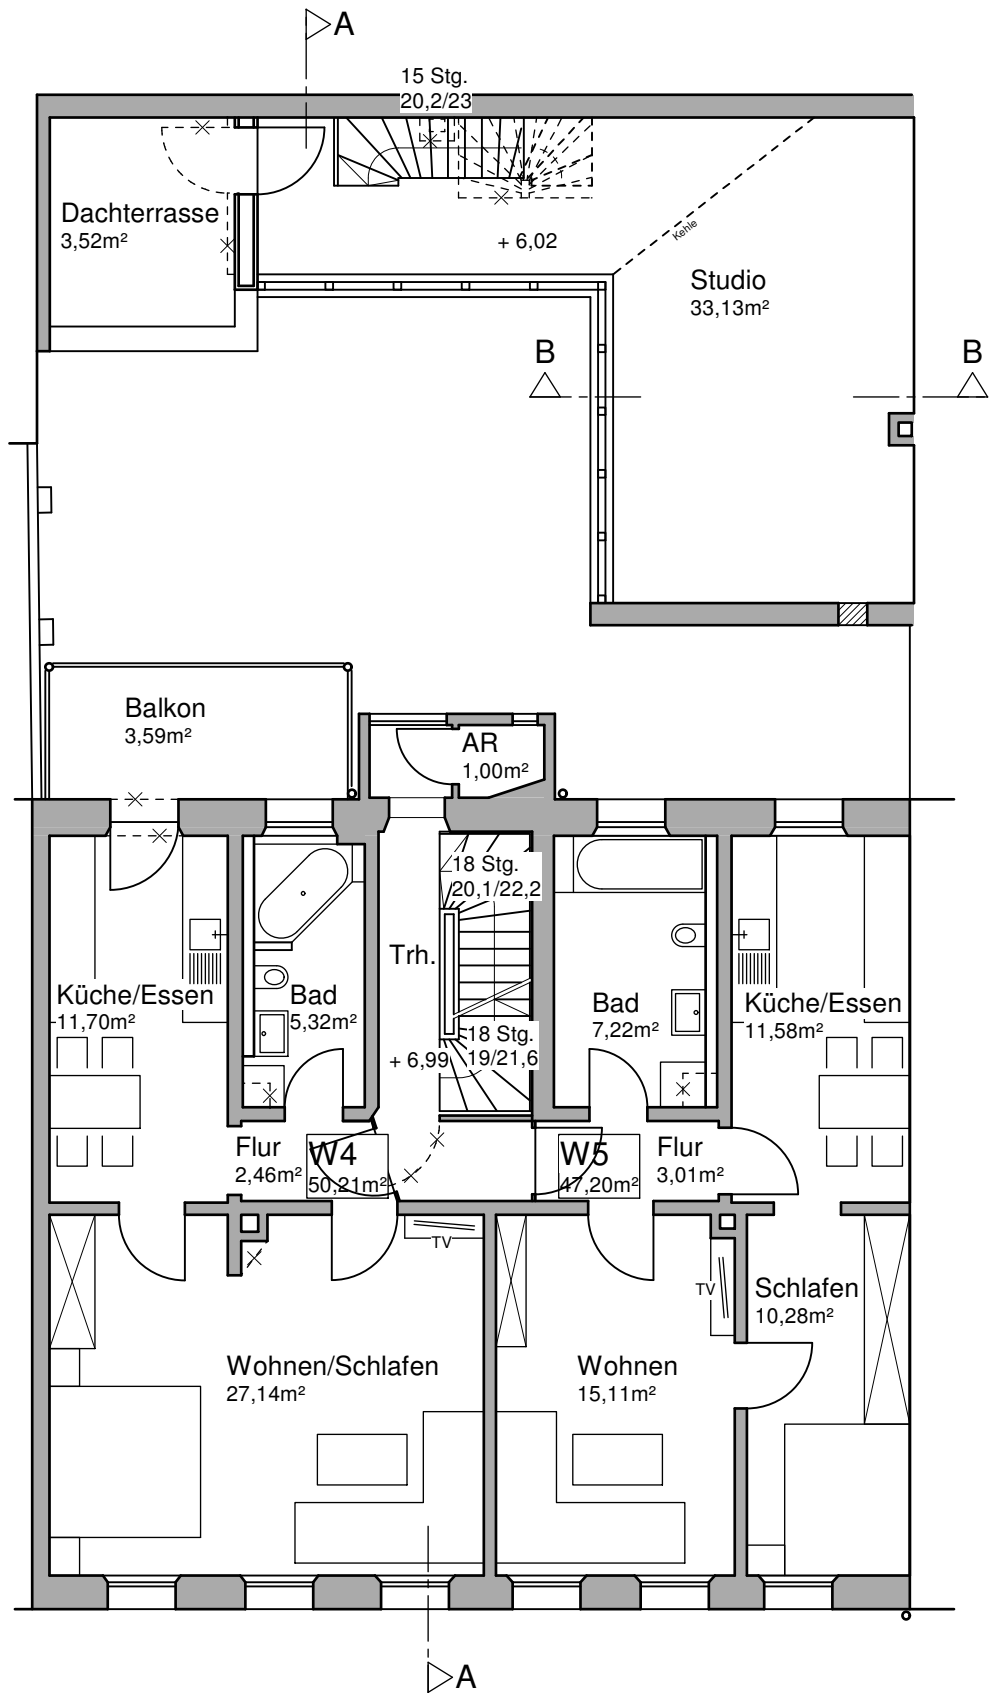 A
15 Stg.
20,2/23
Dachterrasse
3,52m²
+ 6,02
Kehle
Studio
33,13m²
B
B
Balkon
3,59m²
AR
1,00m²
18 Stg.
20,1/22,2
Trh.
Küche/Essen
11,70m²
Bad
5,32m²
Bad
7,22m²
Küche/Essen
11,58m²
18 Stg.
19/21,6
+ 6,99
Flur
2,46m²
W4
50,21m²
W5
47,20m²
Flur
3,01m²
TV
TV
Schlafen
10,28m²
Wohnen/Schlafen
27,14m²
Wohnen
15,11m²
A